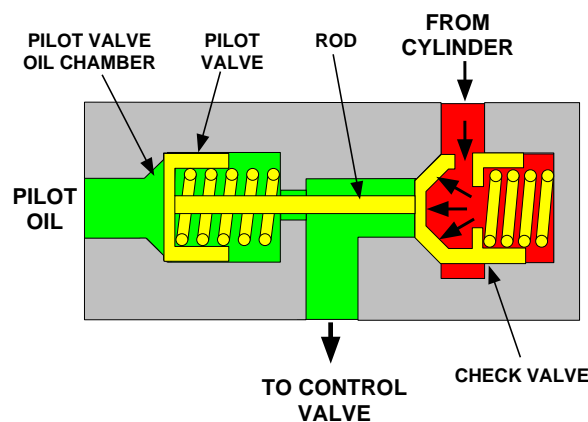 PILOT VALVE
OIL CHAMBER
PILOT
VALVE
ROD
FROM
CYLINDER
PILOT
OIL
TO CONTROL
VALVE
CHECK VALVE